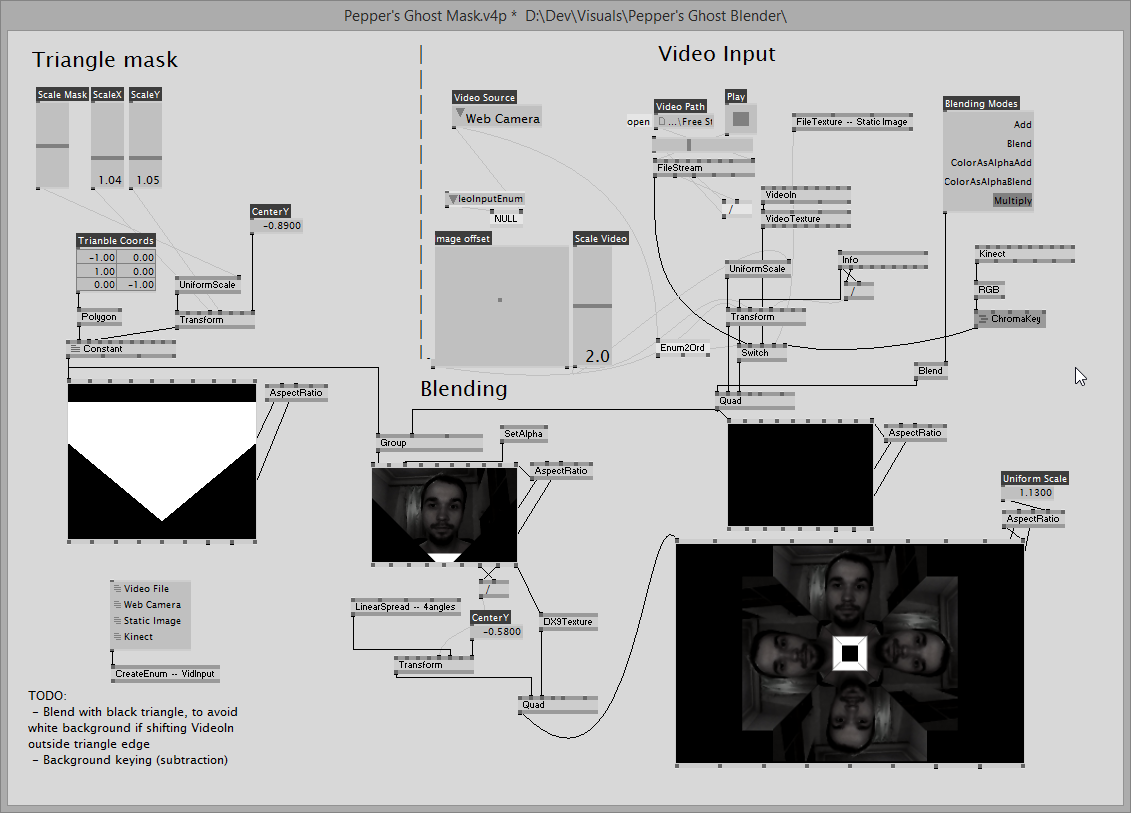 Pepper's Ghost Mask.v4p *  D:\Dev\Visuals\Pepper's Ghost Blender\
Triangle mask
Scale Mask
ScaleX
ScaleY
1.04
1.05
CenterY
-0.8900
Trianble Coords
-1.00 0.00
1.00 0.00
0.00 -1.00
UniformScale
Polygon
Transform
Constant
AspectRatio
Video File
Web Camera
Static Image
Kinect
CreateEnum -- VidInput
TODO:
- Blend with black triangle, to avoid
white background if shifting VideoIn
outside triangle edge
- Background keying (subtraction)
Video Input
Video Source
Web Camera
leoInputEnum
NULL
mage offset
Scale Video
2.0
Video Path
open
...\Free St
Play
FileStream
/
FileTexture -- Static Image
VideoIn
VideoTexture
UniformScale
Info
/
Transform
Enum2Ord
Switch
Quad
Blending Modes
Add
Blend
ColorAsAlphaAdd
ColorAsAlphaBlend
Multiply
Kinect
RGB
ChromaKey
Blend
AspectRatio
Blending
Group
SetAlpha
AspectRatio
/
LinearSpread -- 4angles
CenterY
-0.5800
DX9Texture
Transform
Quad
Uniform Scale
1.1300
AspectRatio